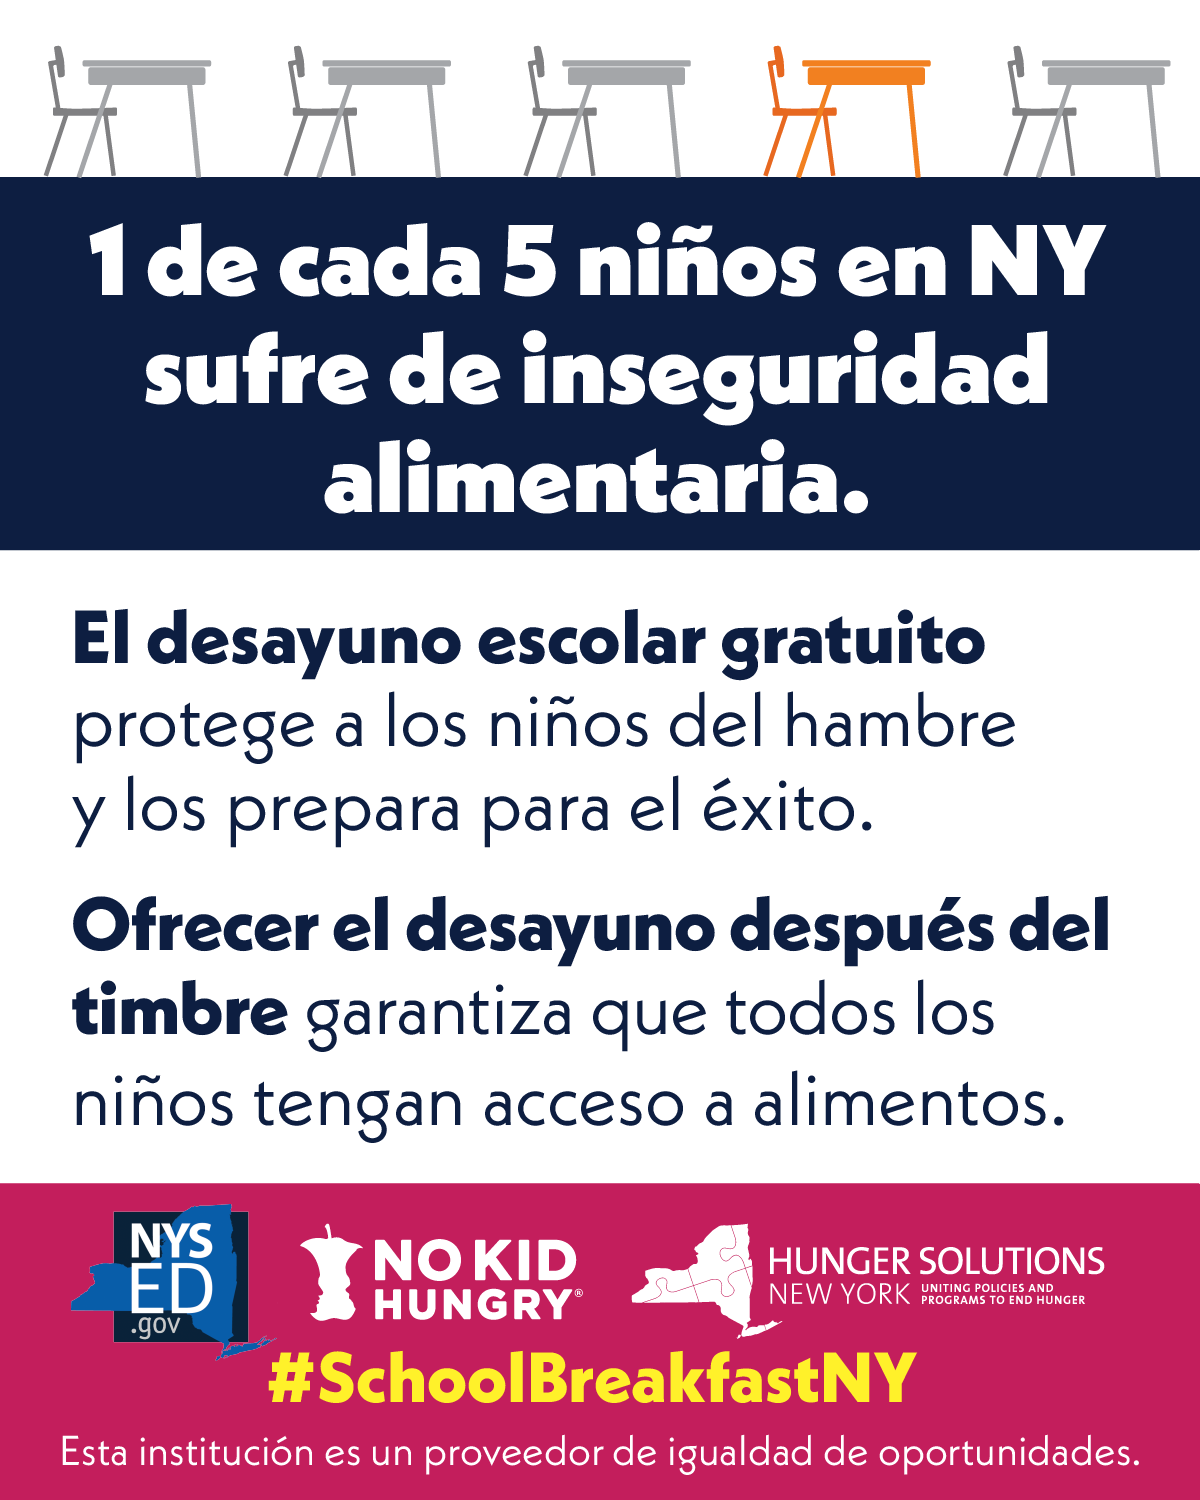 1 de cada 5 niños en NY
sufre de inseguridad
alimentaria.
El desayuno escolar gratuito
protege a los niños del hambre
y los prepara para el éxito.
Ofrecer el desayuno después del
timbre garantiza que todos los
niños tengan acceso a alimentos.
NYS
ED
.gov
NO KID
HUNGRY®
HUNGER SOLUTIONS
NEW YORK
UNITING POLICIES AND
PROGRAMS TO END HUNGER
#SchoolBreakfastNY
Esta institución es un proveedor de igualdad de oportunidades.